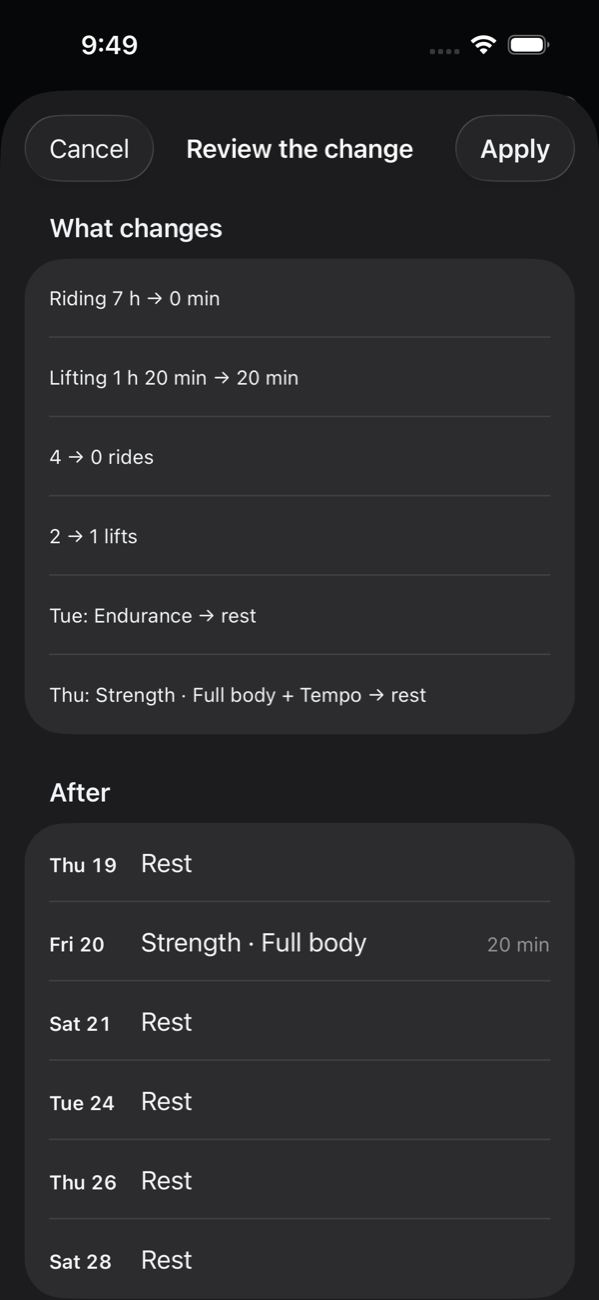 9:49
Cancel
Review the change
Apply
What changes
Riding 7 h → 0 min
Lifting 1 h 20 min → 20 min
4 → 0 rides
2 → 1 lifts
Tue: Endurance → rest
Thu: Strength · Full body + Tempo → rest
After
Thu 19 Rest
Fri 20 Strength · Full body 20 min
Sat 21 Rest
Tue 24 Rest
Thu 26 Rest
Sat 28 Rest